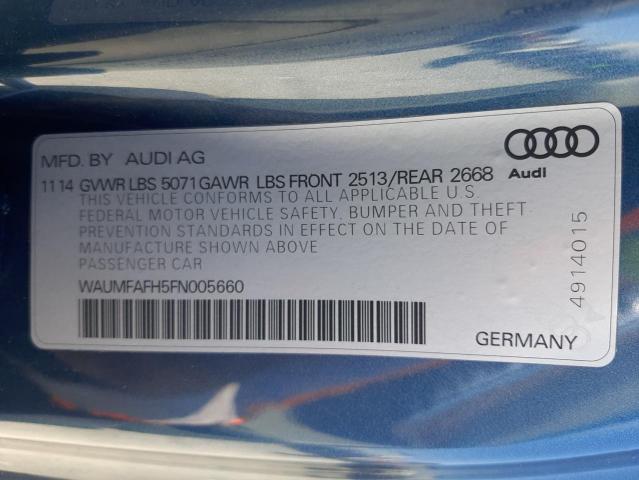 MFD. BY AUDI AG
1114 GVWR LBS 5071 GAWR LBS FRONT 2513/REAR 2668
THIS VEHICLE CONFORMS TO ALL APPLICABLE U.S.
FEDERAL MOTOR VEHICLE SAFETY, BUMPER AND THEFT
PREVENTION STANDARDS IN EFFECT ON THE DATE OF
MANUFACTURE SHOWN ABOVE
PASSENGER CAR
WAUMFAFH5FN005660
Audi
4914015
GERMANY